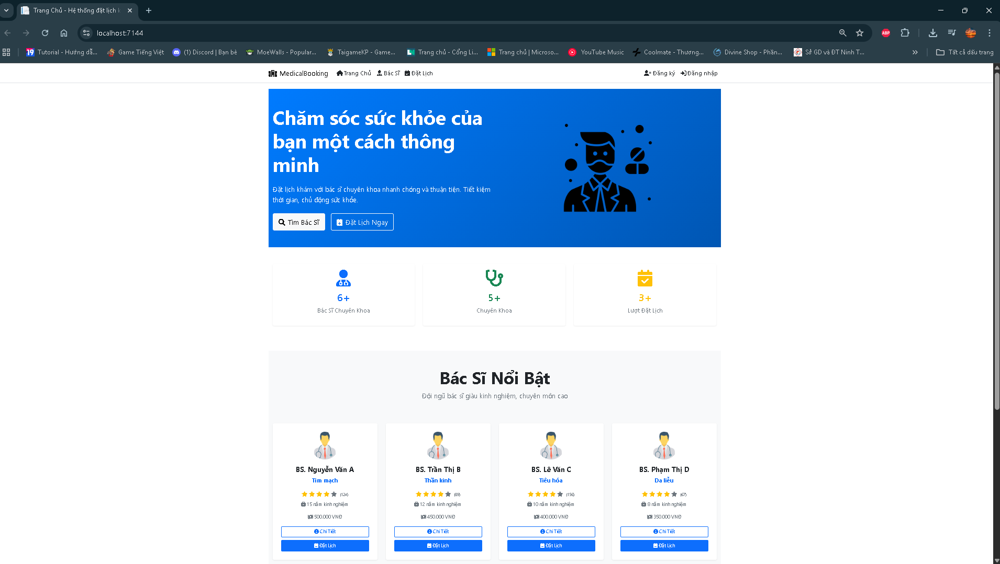 Trang Chủ - Hệ thống đặt lịch k
localhost:7144
ABP
19 Tutorial - Hướng dẫ... Game Tiếng Việt (1) Discord | Bạn bè MoeWalls - Popular... TaigameKP - Game... Trang chủ - Cổng Li... Trang chủ | Microso... YouTube Music Coolmate - Thương... Divine Shop - Phần... Sở GD và ĐT Ninh T... Tất cả dấu trang
MedicalBooking Trang Chủ Bác Sĩ Đặt Lịch Đăng ký Đăng nhập
Chăm sóc sức khỏe của
bạn một cách thông
minh
Đặt lịch khám với bác sĩ chuyên khoa nhanh chóng và thuận tiện. Tiết kiệm
thời gian, chủ động sức khỏe.
Tìm Bác Sĩ Đặt Lịch Ngay
6+ 5+ 3+
Bác Sĩ Chuyên Khoa Chuyên Khoa Lượt Đặt Lịch
Bác Sĩ Nổi Bật
Đội ngũ bác sĩ giàu kinh nghiệm, chuyên môn cao
BS. Nguyễn Văn A BS. Trần Thị B BS. Lê Văn C BS. Phạm Thị D
Tim mạch Thần kinh Tiêu hóa Da liễu
(124) (89) (156) (67)
15 năm kinh nghiệm 12 năm kinh nghiệm 10 năm kinh nghiệm 8 năm kinh nghiệm
500.000 VNĐ 450.000 VNĐ 400.000 VNĐ 350.000 VNĐ
Chi Tiết Chi Tiết Chi Tiết Chi Tiết
Đặt Lịch Đặt Lịch Đặt Lịch Đặt Lịch